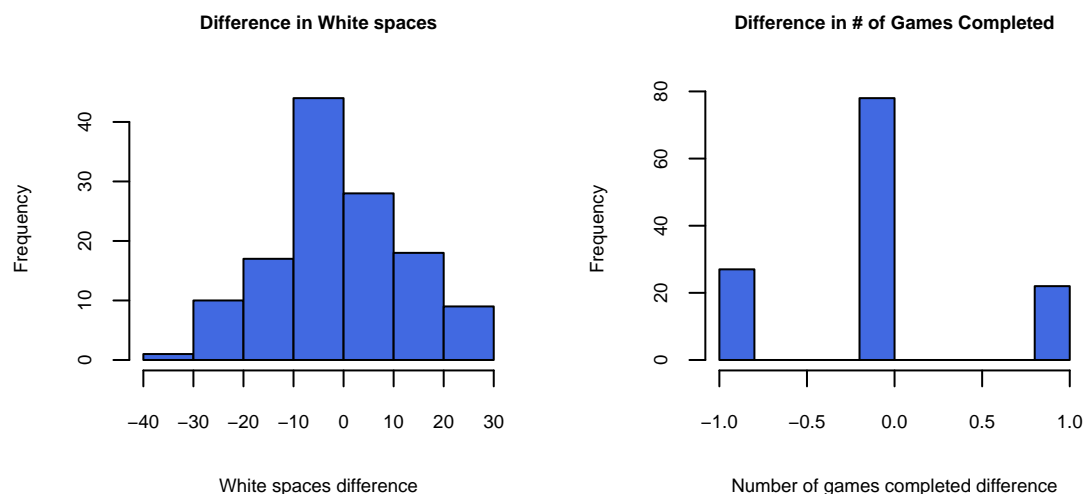 Difference in White spaces
Frequency
40
30
20
10
0
−40 −30 −20 −10 0 10 20 30
White spaces difference
Difference in # of Games Completed
Frequency
80
60
40
20
0
−1.0 −0.5 0.0 0.5 1.0
Number of games completed difference